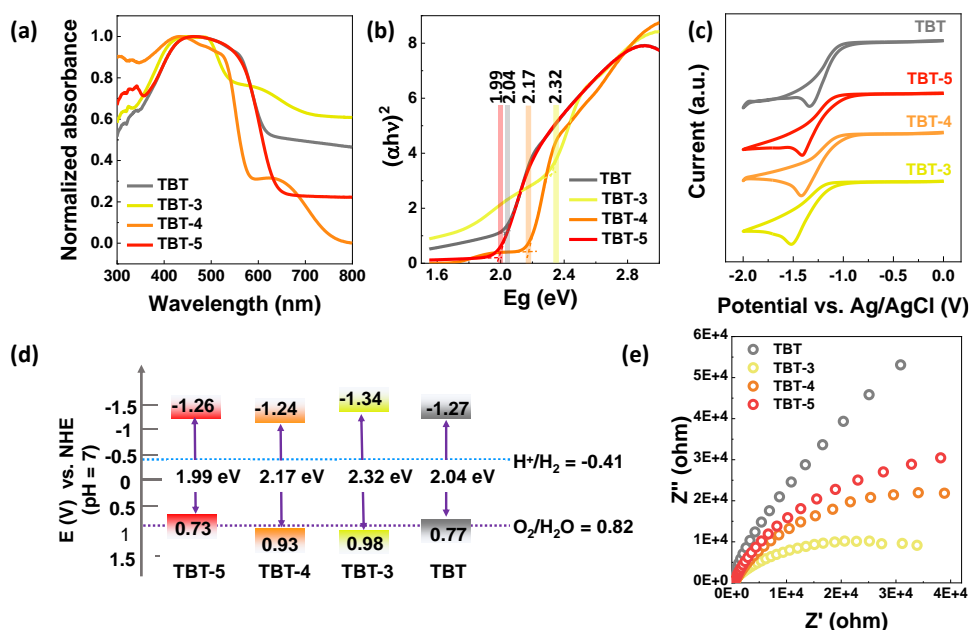 (a)
Normalized absorbance
1.0
0.8
0.6
0.4
0.2
0.0
TBT
TBT-3
TBT-4
TBT-5
300 400 500 600 700 800
Wavelength (nm)
(b)
(αhν)²
8
6
4
2
0
1.99
2.04
2.17
2.32
TBT
TBT-3
TBT-4
TBT-5
1.6 2.0 2.4 2.8
Eg (eV)
(c)
Current (a.u.)
TBT
TBT-5
TBT-4
TBT-3
-2.0 -1.5 -1.0 -0.5 0.0
Potential vs. Ag/AgCl (V)
(d)
E (V) vs. NHE
(pH = 7)
-1.5
-1
-0.5
0
0.5
1
1.5
-1.26 -1.24 -1.34 -1.27
H⁺/H₂ = -0.41
1.99 eV 2.17 eV 2.32 eV 2.04 eV
O₂/H₂O = 0.82
0.73 0.93 0.98 0.77
TBT-5 TBT-4 TBT-3 TBT
(e)
Z'' (ohm)
6E+4
5E+4
4E+4
3E+4
2E+4
1E+4
0E+0
TBT
TBT-3
TBT-4
TBT-5
0E+0 1E+4 2E+4 3E+4 4E+4
Z' (ohm)